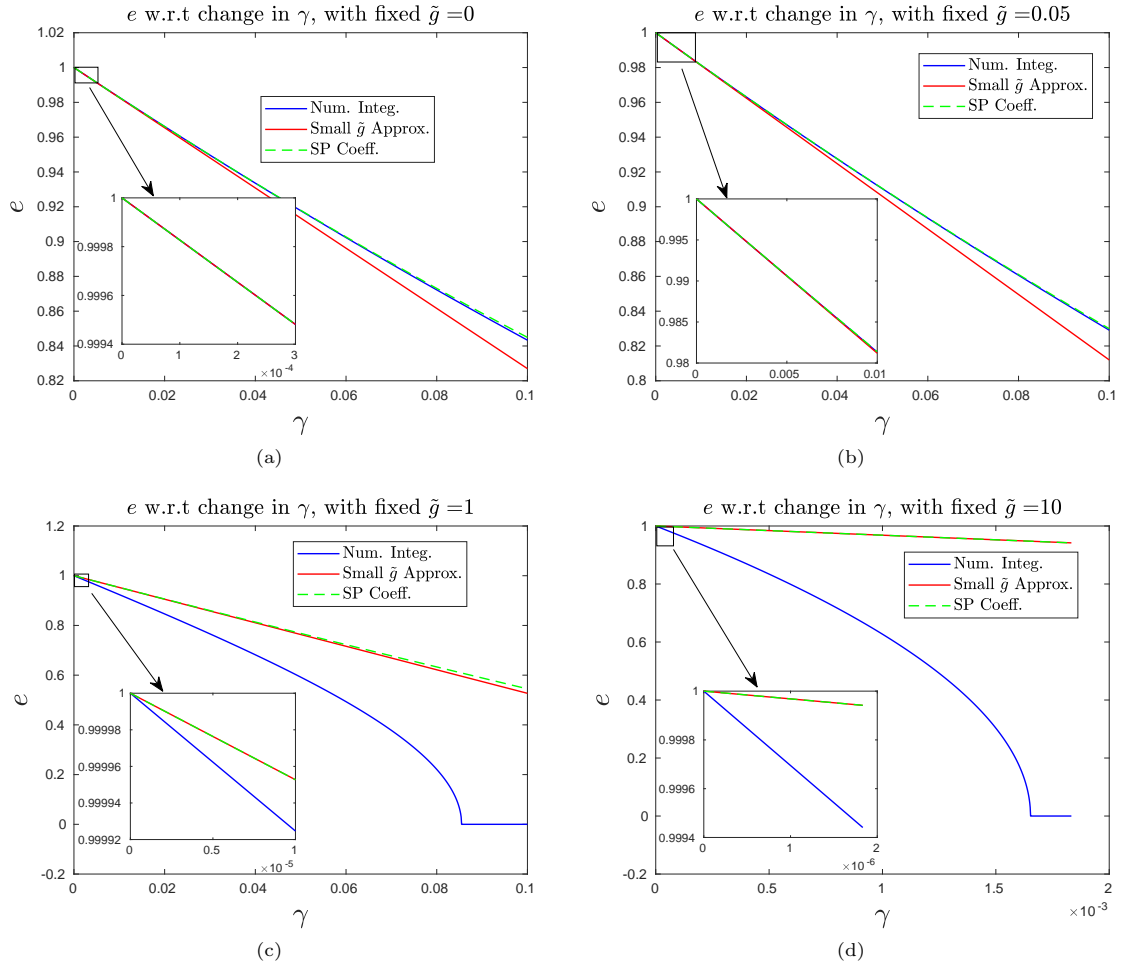 e w.r.t change in γ, with fixed g̃ =0
1.02
1
0.98
0.96
0.94
0.92
0.9
0.88
0.86
0.84
0.82
e
Num. Integ.
Small g̃ Approx.
SP Coeff.
1
0.9998
0.9996
0.9994
0 1 2 3
×10⁻⁴
0 0.02 0.04 0.06 0.08 0.1
γ
(a)
e w.r.t change in γ, with fixed g̃ =0.05
1
0.98
0.96
0.94
0.92
0.9
0.88
0.86
0.84
0.82
0.8
e
Num. Integ.
Small g̃ Approx.
SP Coeff.
1
0.995
0.99
0.985
0.98
0 0.005 0.01
0 0.02 0.04 0.06 0.08 0.1
γ
(b)
e w.r.t change in γ, with fixed g̃ =1
1.2
1
0.8
0.6
0.4
0.2
0
-0.2
e
Num. Integ.
Small g̃ Approx.
SP Coeff.
1
0.99998
0.99996
0.99994
0.99992
0 0.5 1
×10⁻⁵
0 0.02 0.04 0.06 0.08 0.1
γ
(c)
e w.r.t change in γ, with fixed g̃ =10
1
0.8
0.6
0.4
0.2
0
-0.2
e
Num. Integ.
Small g̃ Approx.
SP Coeff.
1
0.9998
0.9996
0.9994
0 1 2
×10⁻⁶
0 0.5 1 1.5 2
×10⁻³
γ
(d)